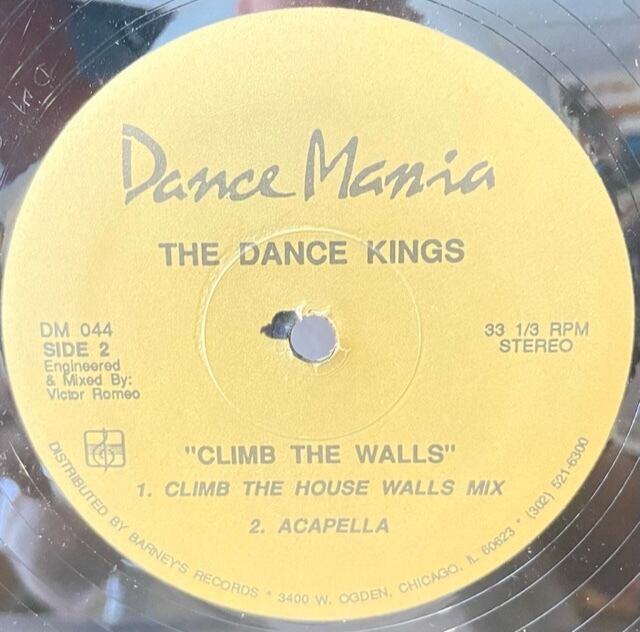 Dance Mania
THE DANCE KINGS
DM 044
SIDE 2
Engineered
& Mixed By:
Victor Romeo
33 1/3 RPM
STEREO
"CLIMB THE WALLS"
1. CLIMB THE HOUSE WALLS MIX
2. ACAPELLA
DISTRIBUTED BY BARNEY'S RECORDS * 3400 W. OGDEN, CHICAGO, IL 60623 * (302) 521-6300